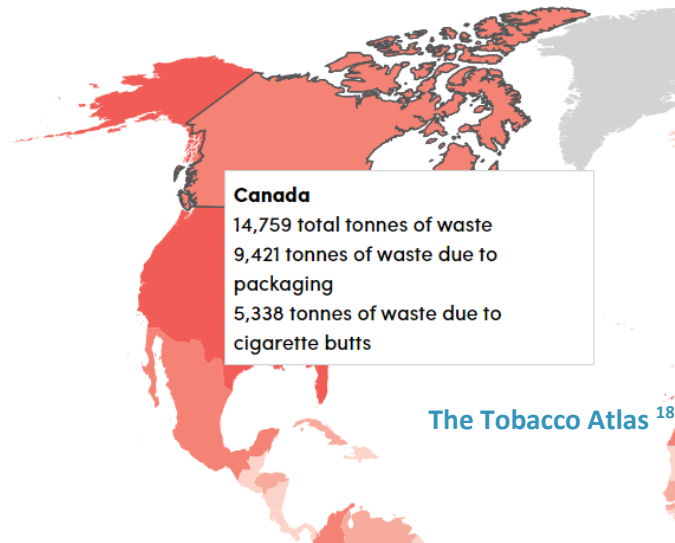 Canada
14,759 total tonnes of waste
9,421 tonnes of waste due to
packaging
5,338 tonnes of waste due to
cigarette butts
The Tobacco Atlas 18